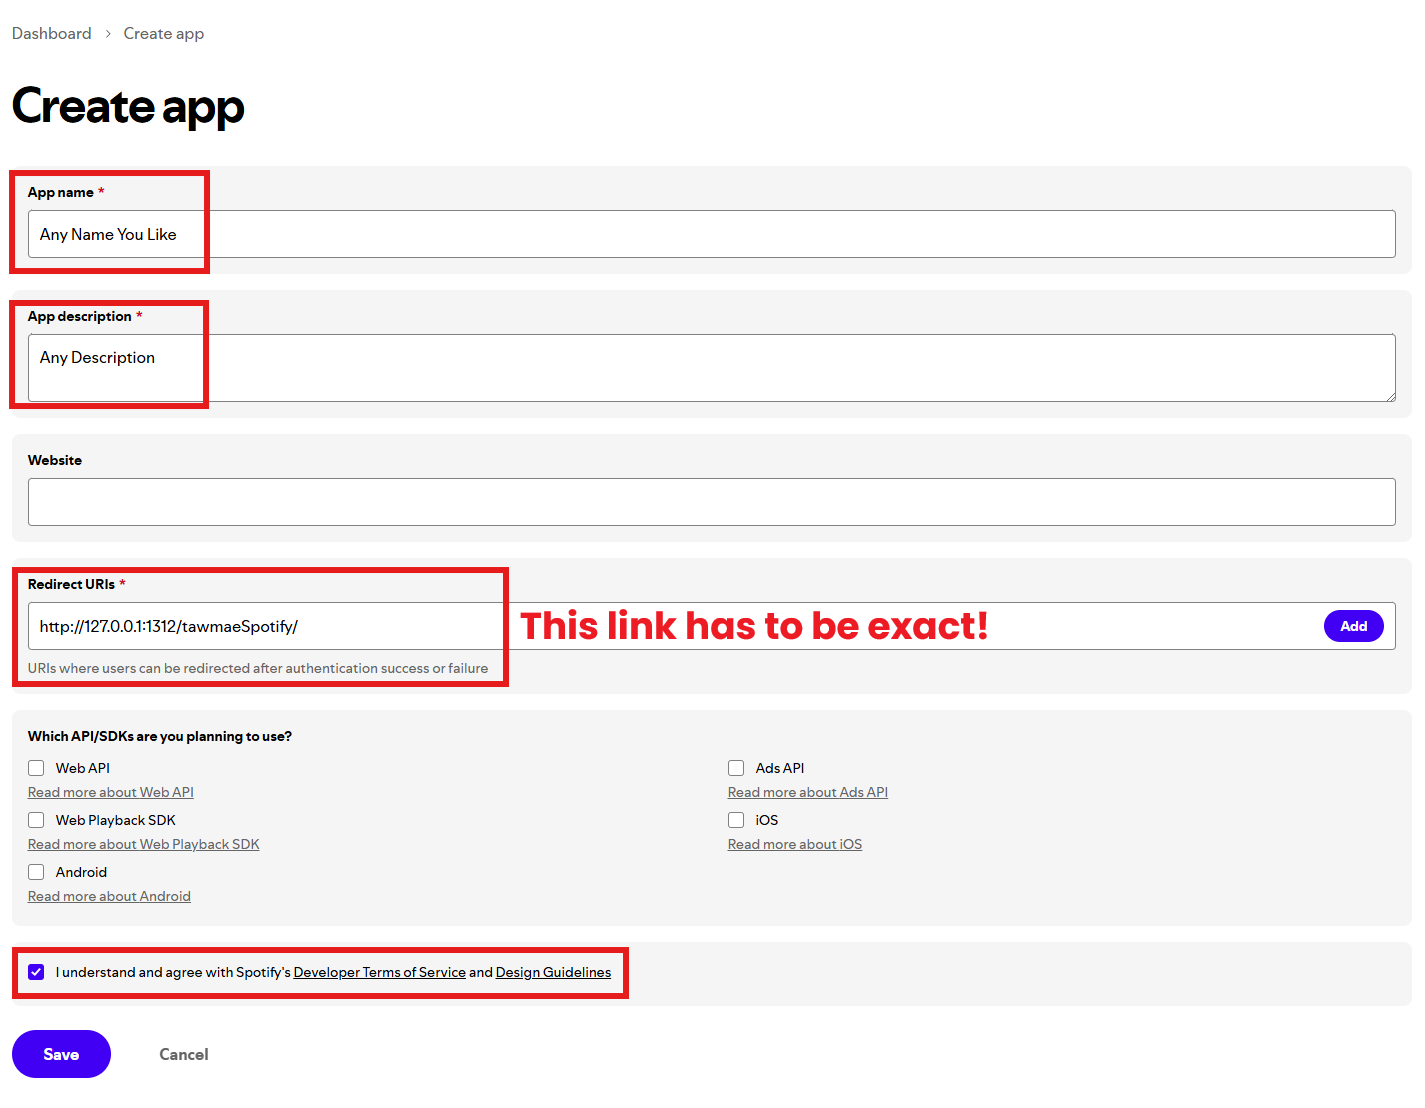 Dashboard > Create app
Create app
App name *
Any Name You Like
App description *
Any Description
Website
Redirect URIs *
http://127.0.0.1:1312/tawmaeSpotify/ This link has to be exact! Add
URIs where users can be redirected after authentication success or failure
Which API/SDKs are you planning to use?
Web API
Read more about Web API
Web Playback SDK
Read more about Web Playback SDK
Android
Read more about Android
Ads API
Read more about Ads API
iOS
Read more about iOS
I understand and agree with Spotify's Developer Terms of Service and Design Guidelines
Save Cancel